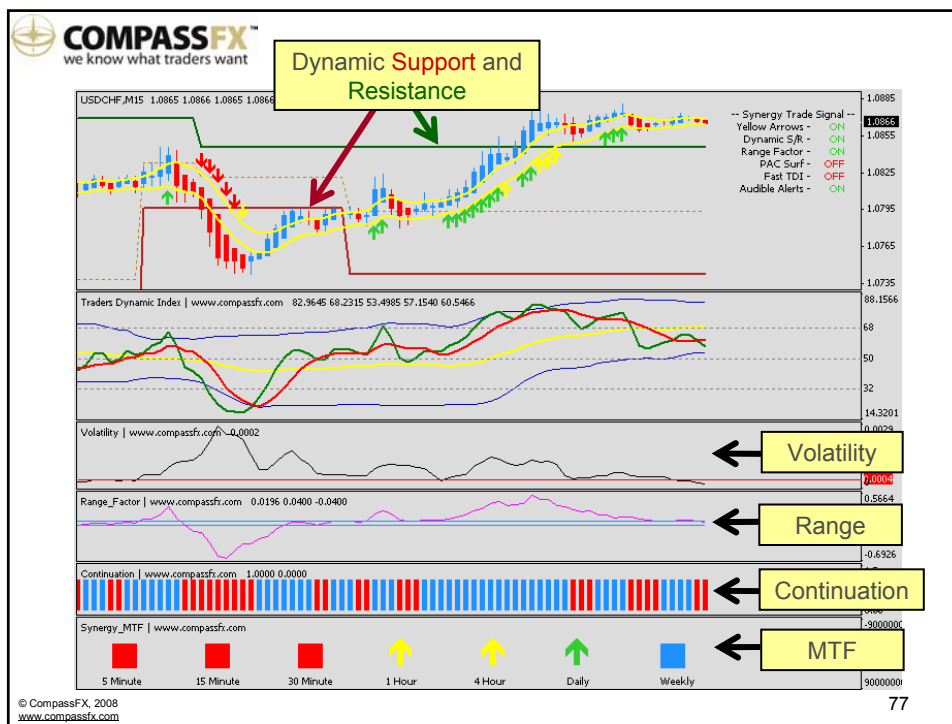 COMPASSFX™
we know what traders want
Dynamic Support and
Resistance
USDCHF,M15 1.0865 1.0866 1.0865 1.0866
1.0885
1.0866
1.0855
1.0825
1.0795
1.0765
1.0735
-- Synergy Trade Signal --
Yellow Arrows - ON
Dynamic S/R - ON
Range Factor - ON
PAC Surf - OFF
Fast TDI - OFF
Audible Alerts - ON
Traders Dynamic Index | www.compassfx.com 82.9645 68.2315 53.4985 57.1540 60.5466
88.1566
68
68
50
50
32
32
14.3201
Volatility | www.compassfx.com 0.0002
0.0029
Volatility
0.0004
Range_Factor | www.compassfx.com 0.0196 0.0400 -0.0400
0.5664
Range
-0.6926
Continuation | www.compassfx.com 1.0000 0.0000
Continuation
Synergy_MTF | www.compassfx.com
-9000000
MTF
5 Minute 15 Minute 30 Minute 1 Hour 4 Hour Daily Weekly
9000000
© CompassFX, 2008
www.compassfx.com
77